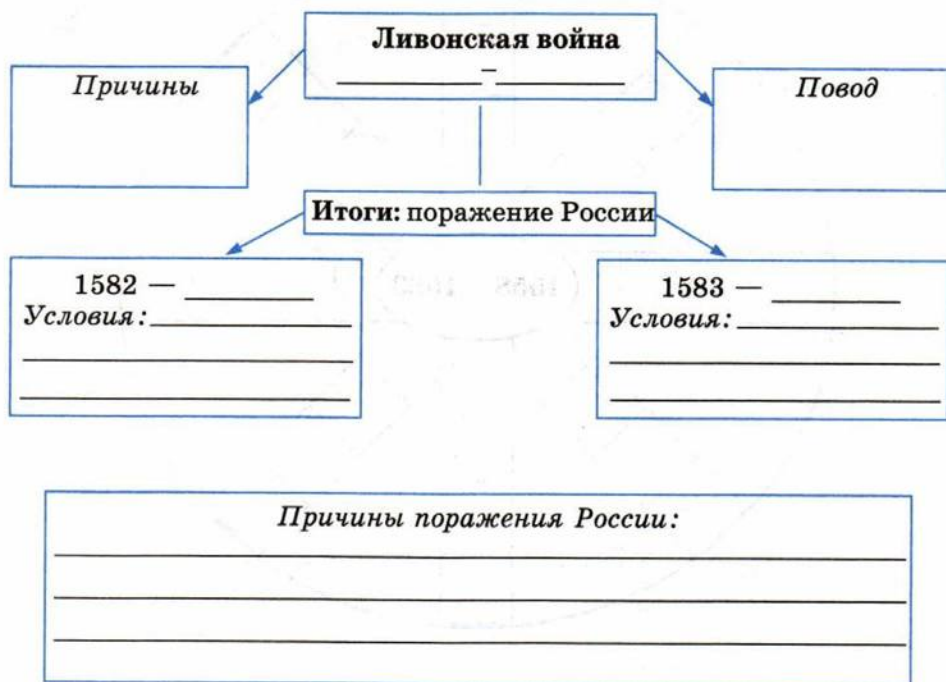 Ливонская война
–
Причины
Повод
Итоги: поражение России
1582 —
Условия:
1583 —
Условия:
Причины поражения России: